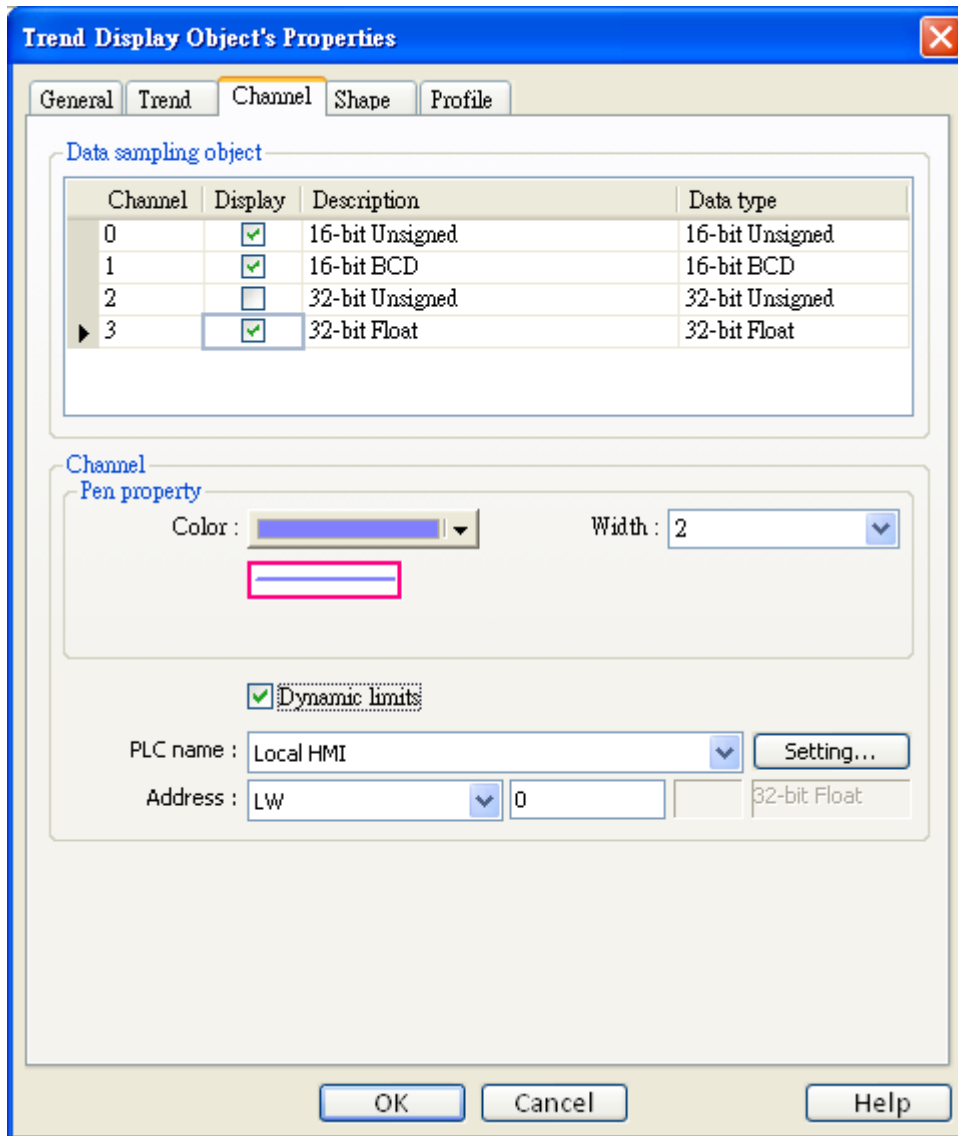 Trend Display Object's Properties
General Trend Channel Shape Profile
Data sampling object
Channel Display Description Data type
0 16-bit Unsigned 16-bit Unsigned
1 16-bit BCD 16-bit BCD
2 32-bit Unsigned 32-bit Unsigned
3 32-bit Float 32-bit Float
Channel
Pen property
Color : Width : 2
Dynamic limits
PLC name : Local HMI Setting...
Address : LW 0 32-bit Float
OK Cancel Help